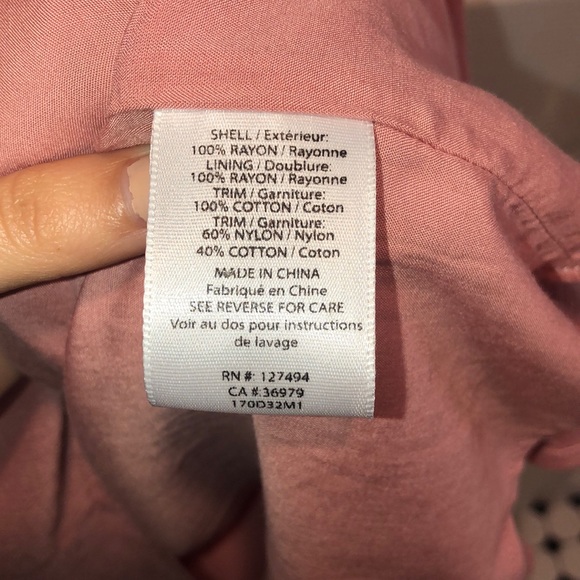 SHELL / Extérieur:
100% RAYON / Rayonne
LINING / Doublure:
100% RAYON / Rayonne
TRIM / Garniture:
100% COTTON / Coton
TRIM / Garniture:
60% NYLON / Nylon
40% COTTON / Coton
MADE IN CHINA
Fabriqué en Chine
SEE REVERSE FOR CARE
Voir au dos pour instructions
de lavage
RN #: 127494
CA #:36979
170D32M1